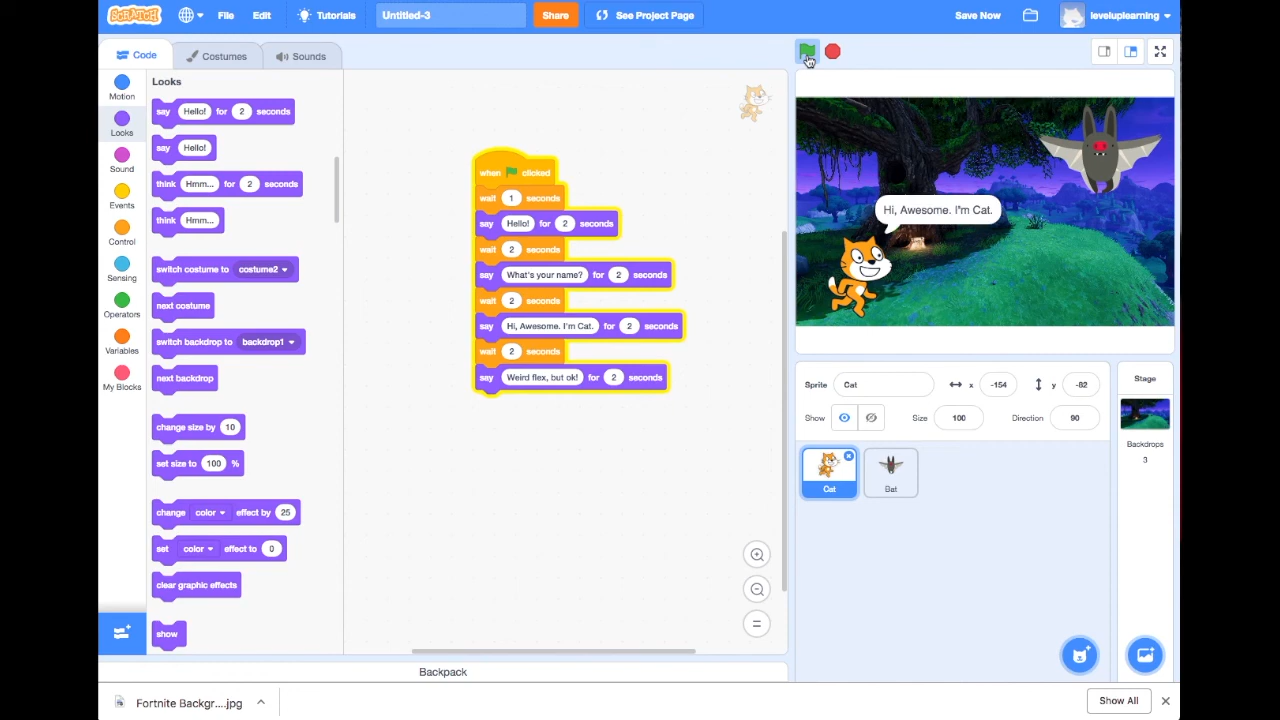 SCRATCH File Edit Tutorials Untitled-3 Share See Project Page Save Now leveluplearning
Code Costumes Sounds
Motion
Looks
Sound
Events
Control
Sensing
Operators
Variables
My Blocks
Looks
say Hello! for 2 seconds
say Hello!
think Hmm... for 2 seconds
think Hmm...
switch costume to costume2
next costume
switch backdrop to backdrop1
next backdrop
change size by 10
set size to 100 %
change color effect by 25
set color effect to 0
clear graphic effects
show
when clicked
wait 1 seconds
say Hello! for 2 seconds
wait 2 seconds
say What's your name? for 2 seconds
wait 2 seconds
say Hi, Awesome. I'm Cat. for 2 seconds
wait 2 seconds
say Weird flex, but ok! for 2 seconds
Hi, Awesome. I'm Cat.
Sprite Cat x -154 y -82
Show Size 100 Direction 90
Cat Bat
Stage
Backdrops
3
Backpack
Fortnite Backgr....jpg Show All